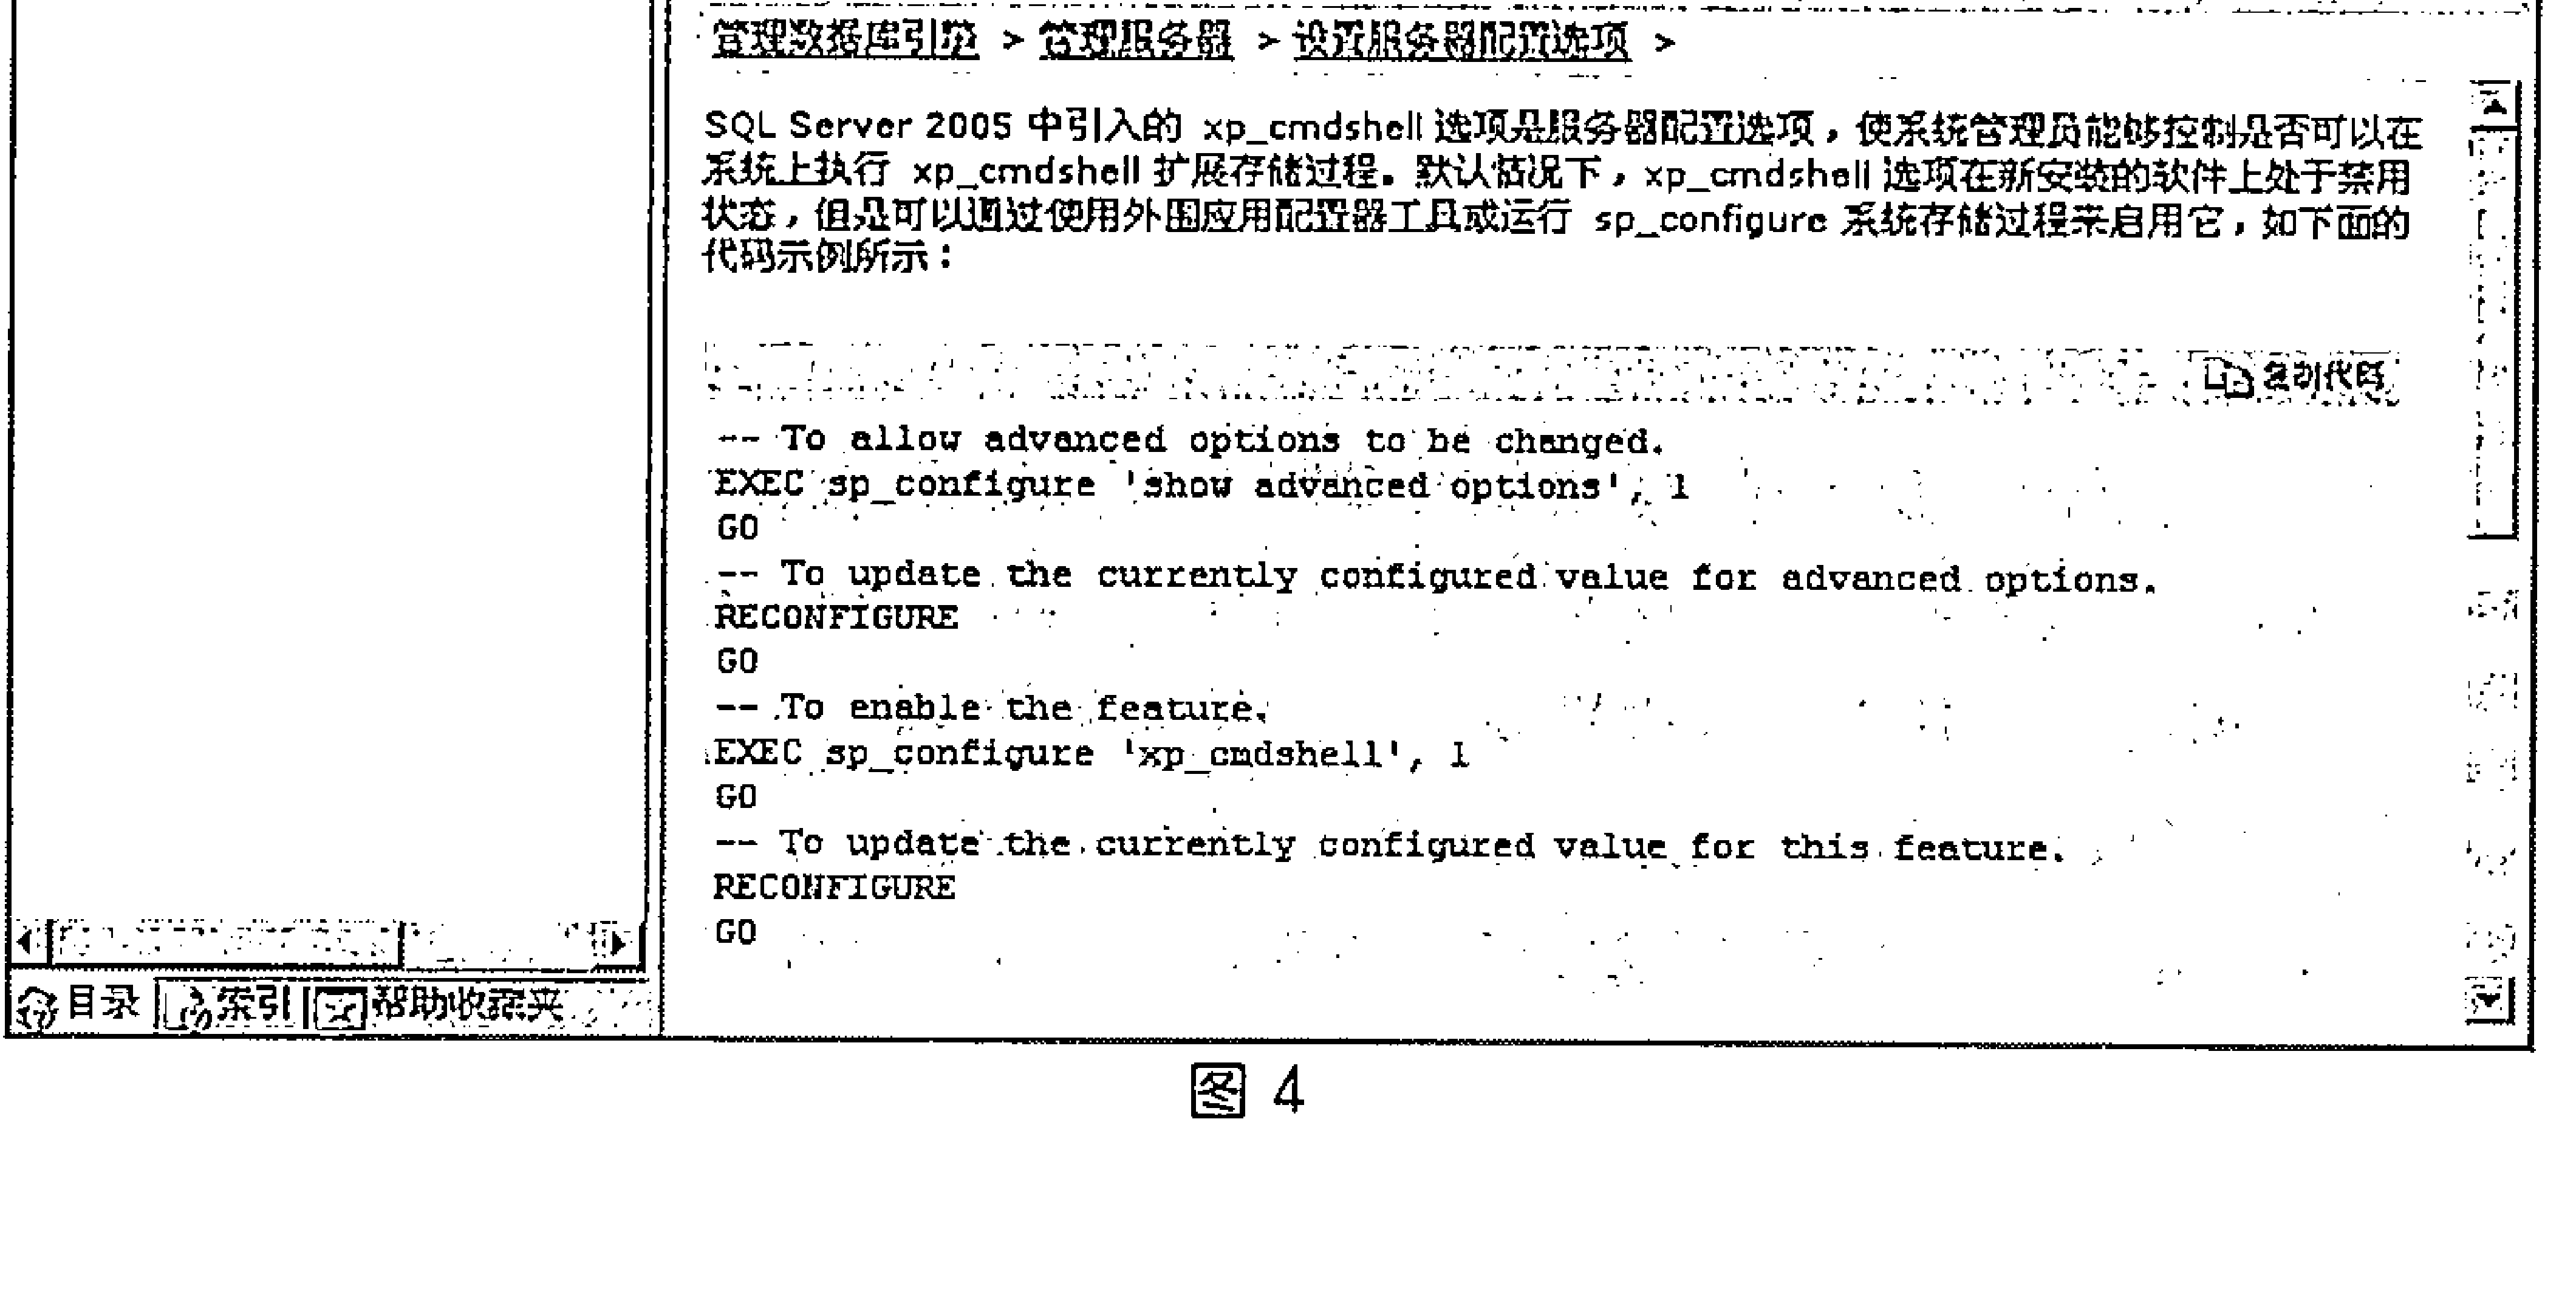 管理数据库引擎 > 管理服务器 > 设置服务器配置选项 >
SQL Server 2005 中引入的 xp_cmdshell 选项是服务器配置选项，使系统管理员能够控制是否可以在
系统上执行 xp_cmdshell 扩展存储过程。默认情况下，xp_cmdshell 选项在新安装的软件上处于禁用
状态，但是可以通过使用外围应用配置器工具或运行 sp_configure 系统存储过程来启用它，如下面的
代码示例所示：
复制代码
-- To allow advanced options to be changed.
EXEC sp_configure 'show advanced options', 1
GO
-- To update the currently configured value for advanced options.
RECONFIGURE
GO
-- To enable the feature.
EXEC sp_configure 'xp_cmdshell', 1
GO
-- To update the currently configured value for this feature.
RECONFIGURE
GO
目录 索引 帮助收藏夹
图 4